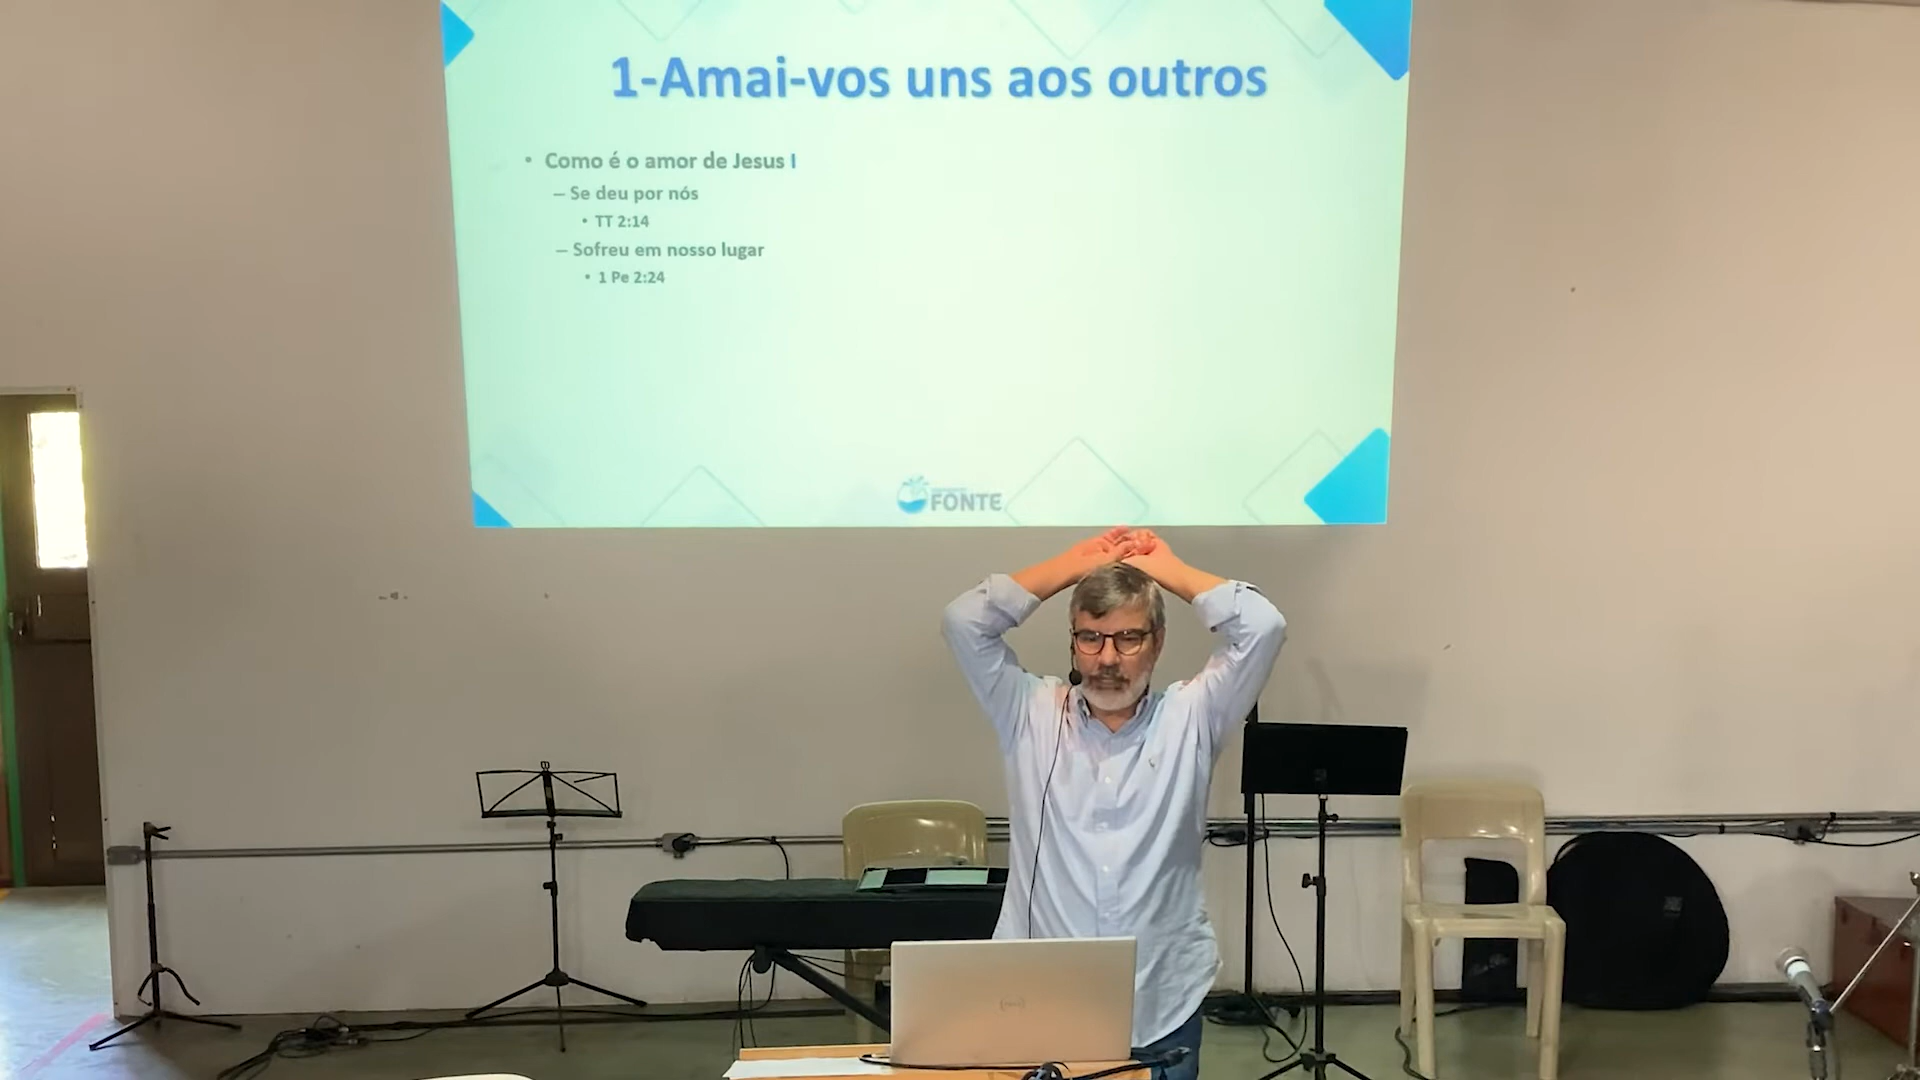 1-Amai-vos uns aos outros
• Como é o amor de Jesus I
– Se deu por nós
• TT 2:14
– Sofreu em nosso lugar
• 1 Pe 2:24
FONTE